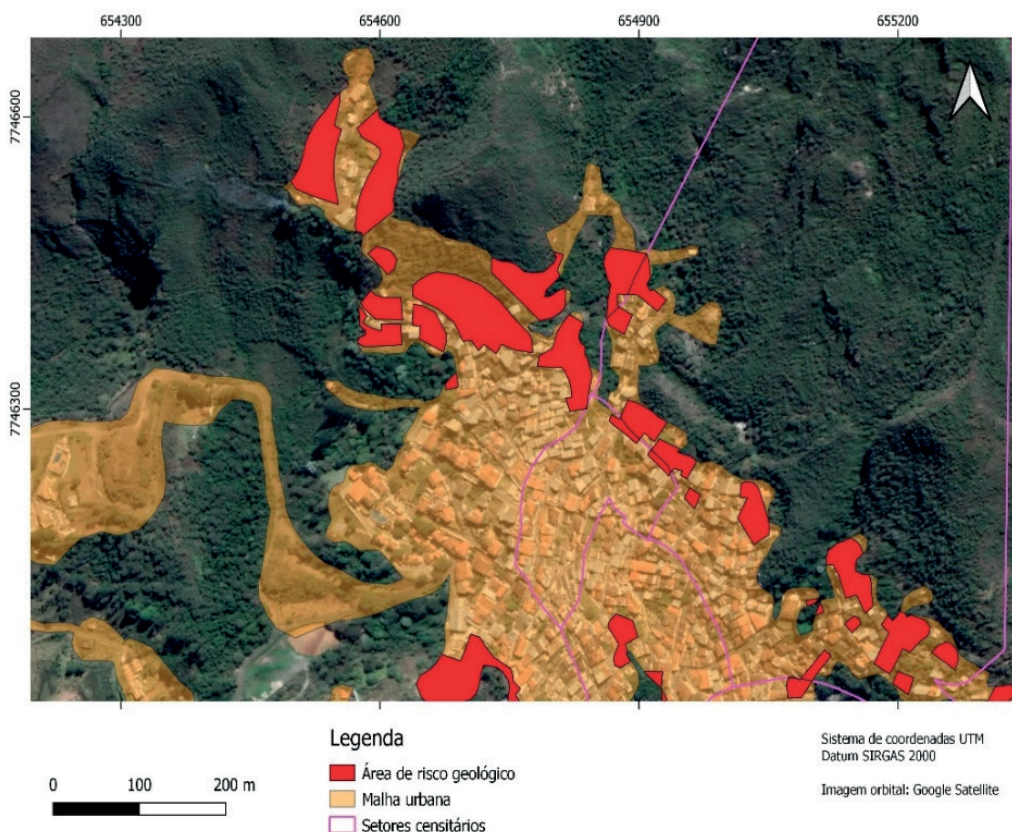 654300 654600 654900 655200
7746600
7746300
Legenda
Área de risco geológico
Malha urbana
Setores censitários
0 100 200 m
Sistema de coordenadas UTM
Datum SIRGAS 2000
Imagem orbital: Google Satellite